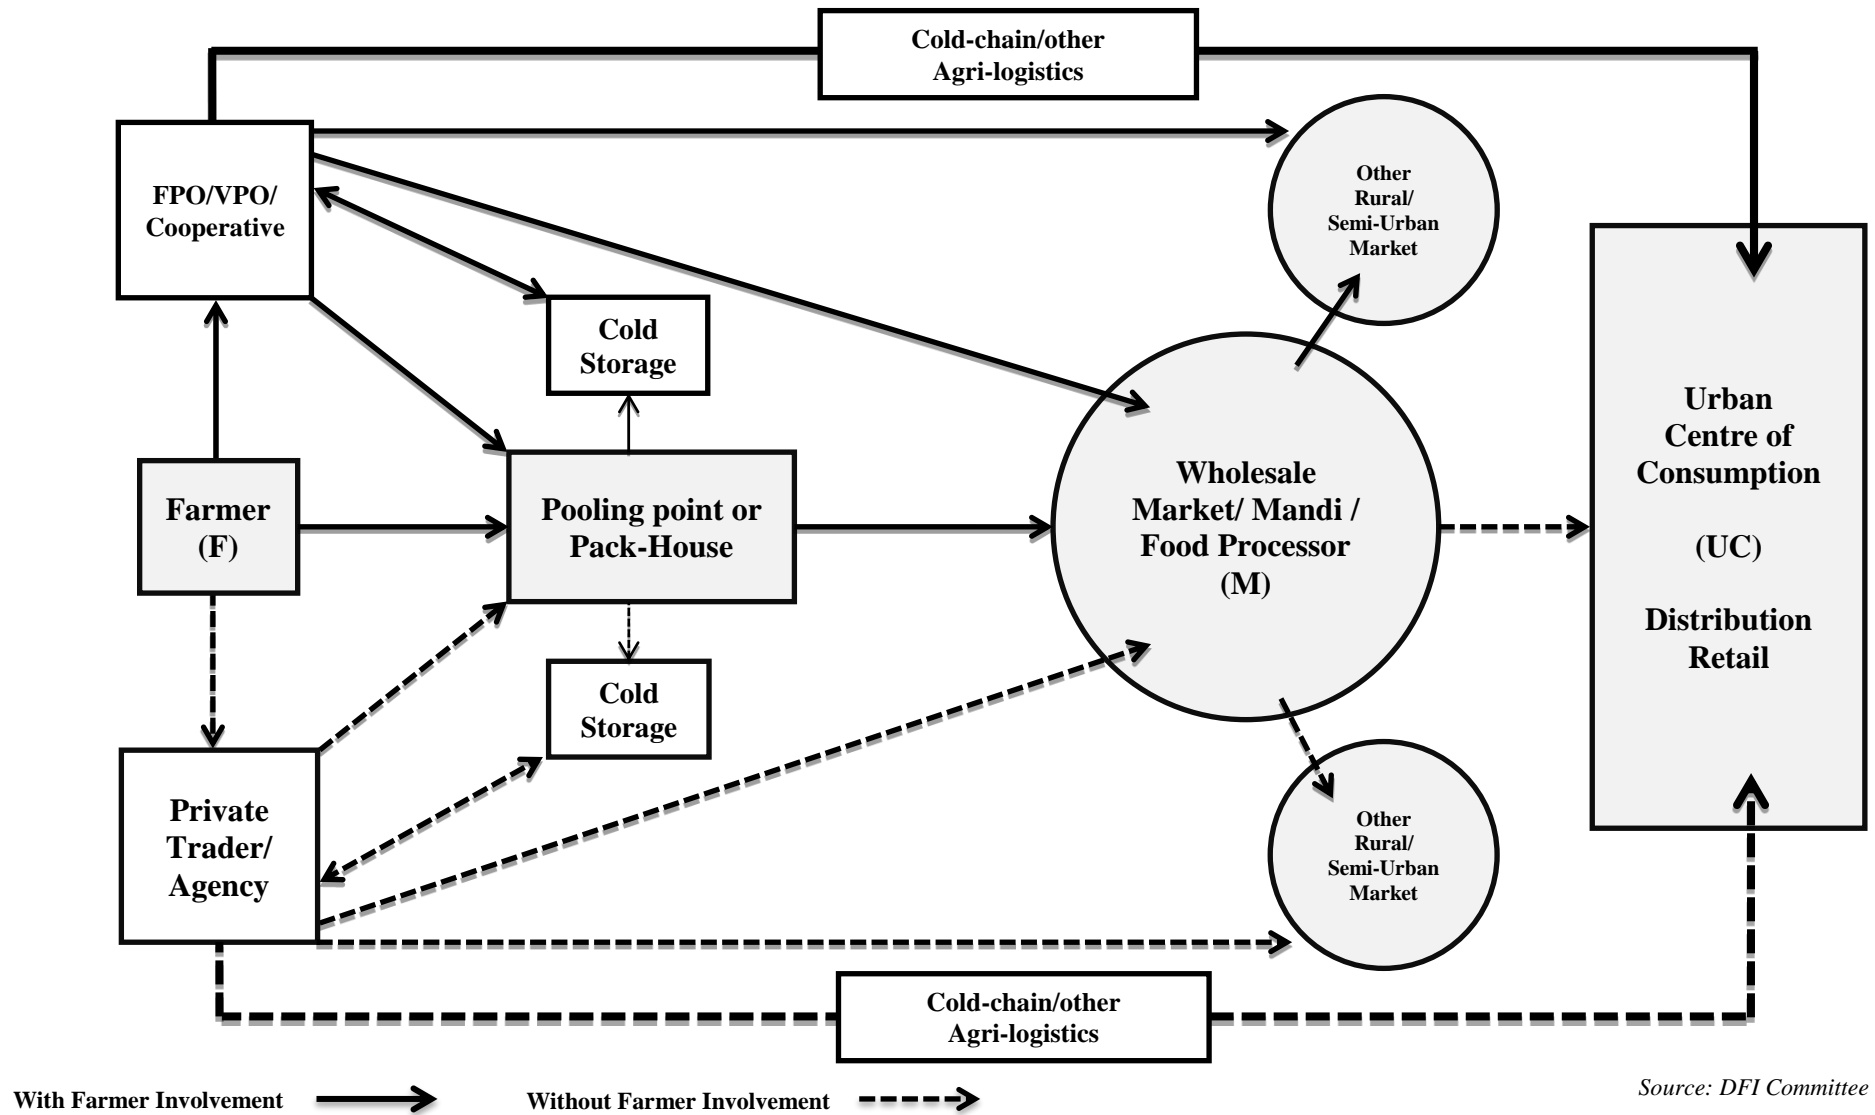 Cold-chain/other
Agri-logistics
FPO/VPO/
Cooperative
Other
Rural/
Semi-Urban
Market
Cold
Storage
Urban
Centre of
Consumption
(UC)
Distribution
Retail
Farmer
(F)
Pooling point or
Pack-House
Wholesale
Market/ Mandi /
Food Processor
(M)
Cold
Storage
Private
Trader/
Agency
Other
Rural/
Semi-Urban
Market
Cold-chain/other
Agri-logistics
With Farmer Involvement
Without Farmer Involvement
Source: DFI Committee